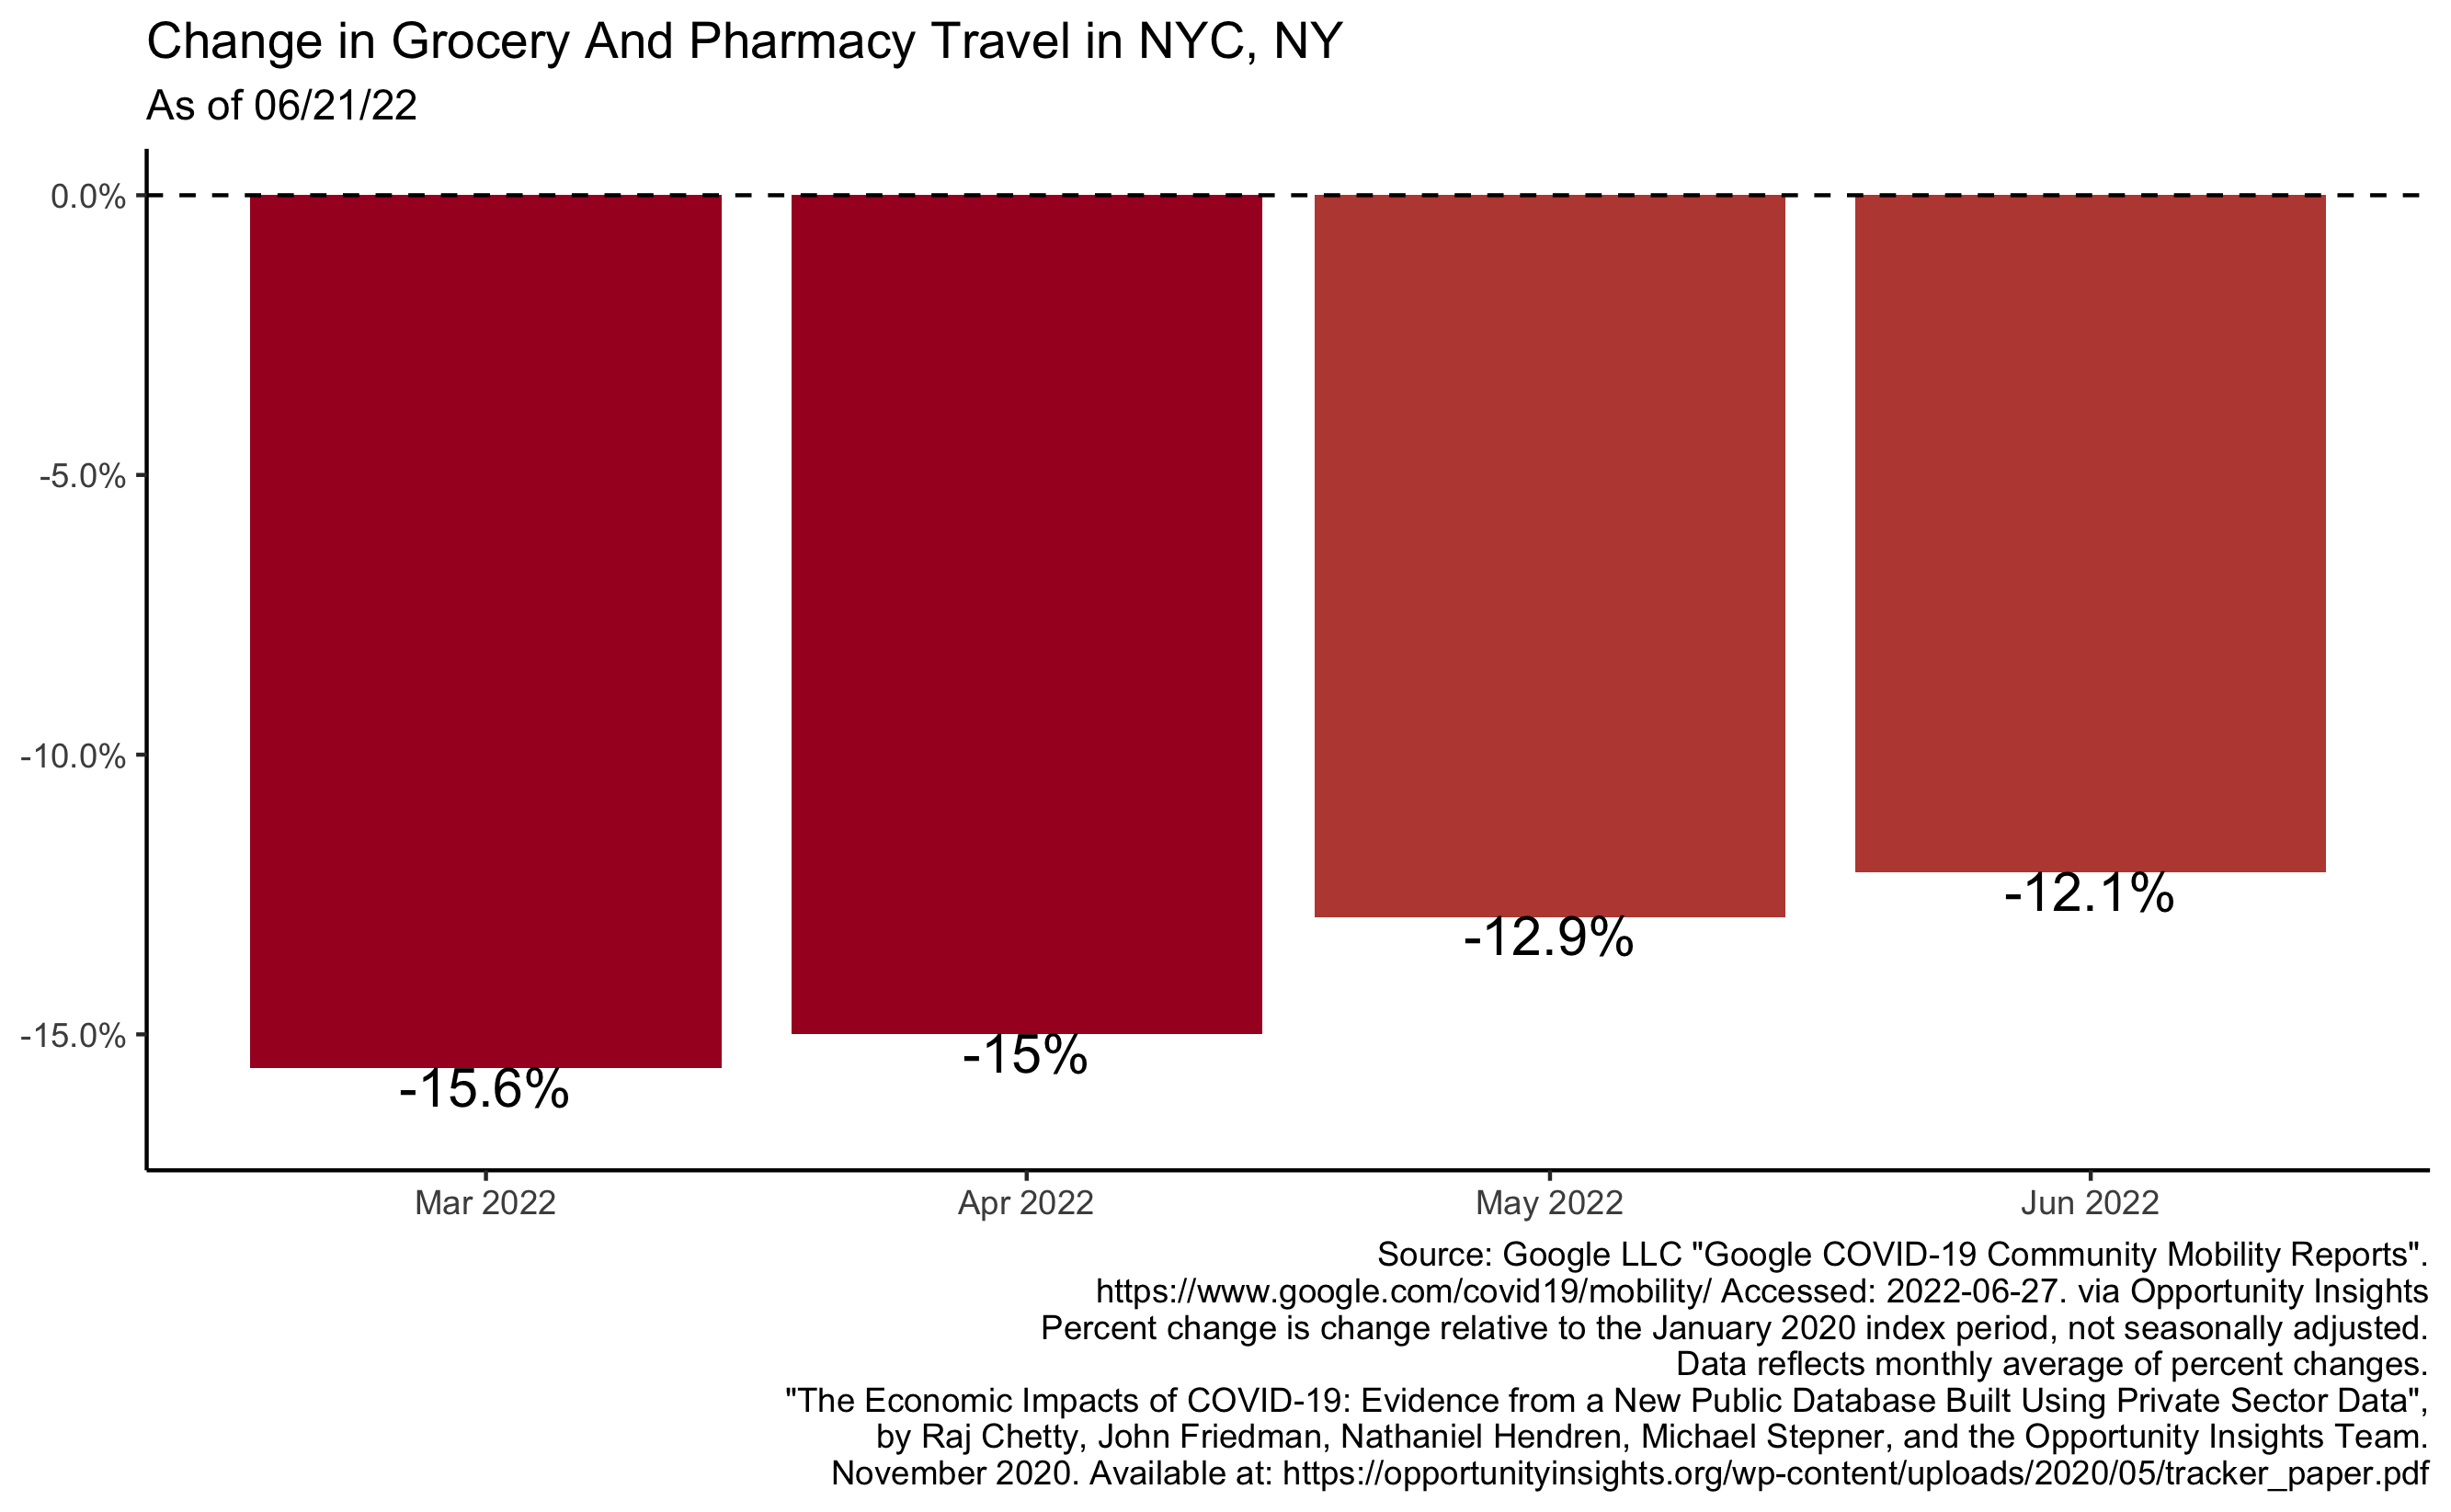 Change in Grocery And Pharmacy Travel in NYC, NY
As of 06/21/22
0.0%
-5.0%
-10.0%
-15.0%
-15.6%
-15%
-12.9%
-12.1%
Mar 2022
Apr 2022
May 2022
Jun 2022
Source: Google LLC "Google COVID-19 Community Mobility Reports".
https://www.google.com/covid19/mobility/ Accessed: 2022-06-27. via Opportunity Insights
Percent change is change relative to the January 2020 index period, not seasonally adjusted.
Data reflects monthly average of percent changes.
"The Economic Impacts of COVID-19: Evidence from a New Public Database Built Using Private Sector Data",
by Raj Chetty, John Friedman, Nathaniel Hendren, Michael Stepner, and the Opportunity Insights Team.
November 2020. Available at: https://opportunityinsights.org/wp-content/uploads/2020/05/tracker_paper.pdf